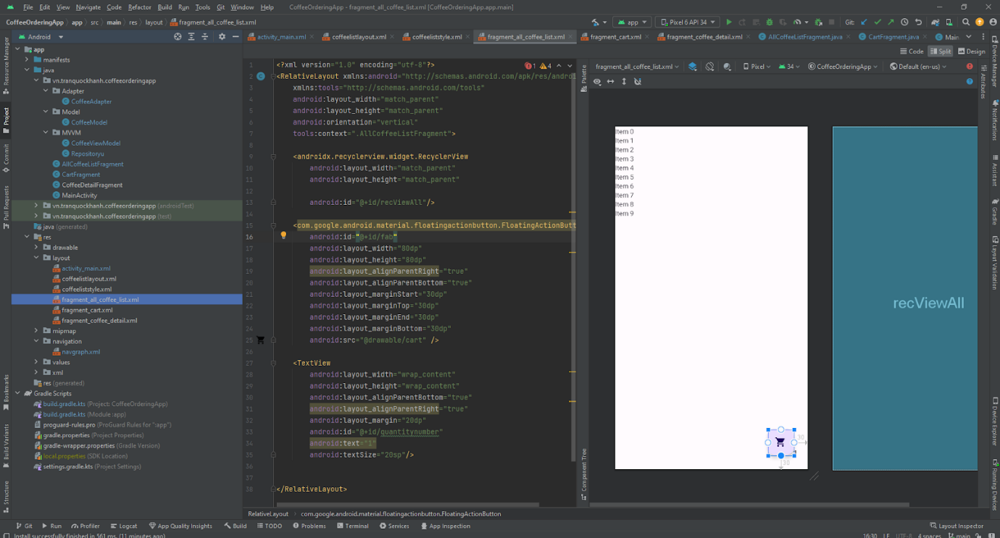 File Edit View Navigate Code Refactor Build Run Tools Git Window Help CoffeeOrderingApp - fragment_all_coffee_list.xml [CoffeeOrderingApp.app.main]
CoffeeOrderingApp app src main res layout fragment_all_coffee_list.xml
app Pixel 6 API 34 Git:
Android
activity_main.xml coffeelistlayout.xml coffeeliststyle.xml fragment_all_coffee_list.xml fragment_cart.xml fragment_coffee_detail.xml AllCoffeeListFragment.java CartFragment.java Main
Code Split Design
Resource Manager
Project
Commit
Pull Requests
Bookmarks
Build Variants
Structure
app
manifests
java
vn.tranquockhanh.coffeeorderingapp
Adapter
CoffeeAdapter
Model
CoffeeModel
MVVM
CoffeeViewModel
Repositoryu
AllCoffeeListFragment
CartFragment
CoffeeDetailFragment
MainActivity
vn.tranquockhanh.coffeeorderingapp (androidTest)
vn.tranquockhanh.coffeeorderingapp (test)
java (generated)
res
drawable
layout
activity_main.xml
coffeelistlayout.xml
coffeeliststyle.xml
fragment_all_coffee_list.xml
fragment_cart.xml
fragment_coffee_detail.xml
mipmap
navigation
navgraph.xml
values
xml
res (generated)
Gradle Scripts
build.gradle.kts (Project: CoffeeOrderingApp)
build.gradle.kts (Module :app)
proguard-rules.pro (ProGuard Rules for ":app")
gradle.properties (Project Properties)
gradle-wrapper.properties (Gradle Version)
local.properties (SDK Location)
settings.gradle.kts (Project Settings)
1 <?xml version="1.0" encoding="utf-8"?> 1 4
2 <RelativeLayout xmlns:android="http://schemas.android.com/apk/res/andro
3 xmlns:tools="http://schemas.android.com/tools"
4 android:layout_width="match_parent"
5 android:layout_height="match_parent"
6 android:orientation="vertical"
7 tools:context=".AllCoffeeListFragment">
8
9 <androidx.recyclerview.widget.RecyclerView
10 android:layout_width="match_parent"
11 android:layout_height="match_parent"
12
13 android:id="@+id/recViewAll"/>
14
15 <com.google.android.material.floatingactionbutton.FloatingActionButt
16 android:id="@+id/fab"
17 android:layout_width="80dp"
18 android:layout_height="80dp"
19 android:layout_alignParentRight="true"
20 android:layout_alignParentBottom="true"
21 android:layout_marginStart="30dp"
22 android:layout_marginTop="30dp"
23 android:layout_marginEnd="30dp"
24 android:layout_marginBottom="30dp"
25 android:src="@drawable/cart" />
26
27 <TextView
28 android:layout_width="wrap_content"
29 android:layout_height="wrap_content"
30 android:layout_alignParentBottom="true"
31 android:layout_alignParentRight="true"
32 android:layout_margin="20dp"
33 android:id="@+id/quantitynumber"
34 android:text="1"
35 android:textSize="20sp"/>
36
37
38 </RelativeLayout>
RelativeLayout com.google.android.material.floatingactionbutton.FloatingActionButton
Palette
Component Tree
fragment_all_coffee_list.xml Pixel 34 CoffeeOrderingApp Default (en-us)
Item 0
Item 1
Item 2
Item 3
Item 4
Item 5
Item 6
Item 7
Item 8
Item 9
30
30
recViewAll
Attributes
Device Manager
Notifications
Assistant
Gradle
Layout Validation
Device Explorer
Running Devices
Git Run Profiler Logcat App Quality Insights Build TODO Problems Terminal Services App Inspection Layout Inspector
Install successfully finished in 561 ms. (11 minutes ago) 16:30 LF UTF-8 4 spaces main